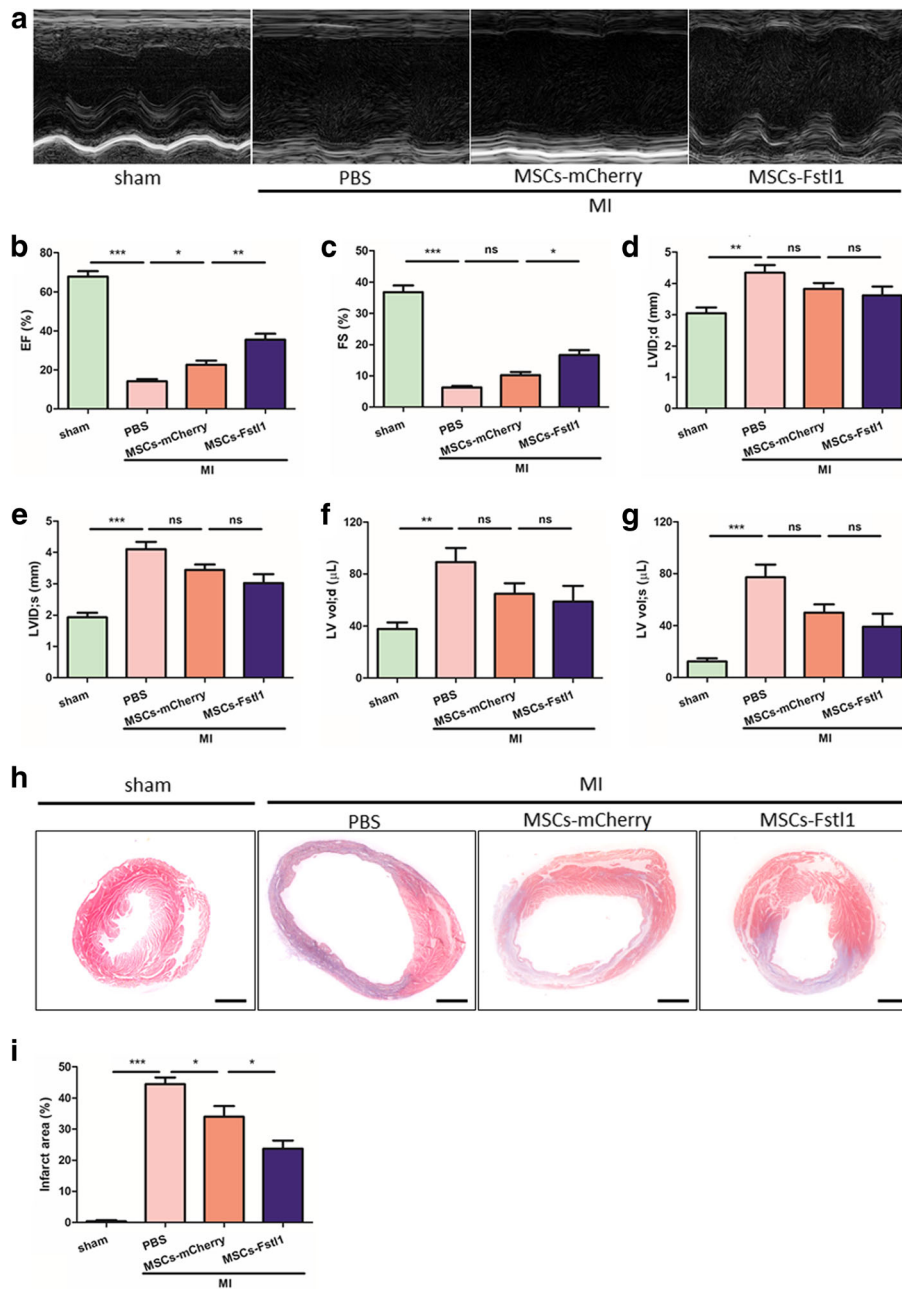 a
sham
PBS
MSCs-mCherry
MSCs-Fstl1
MI
b
80
60
40
20
0
EF (%)
***
*
**
sham
PBS
MSCs-mCherry
MSCs-Fstl1
MI
c
50
40
30
20
10
0
FS (%)
***
ns
*
sham
PBS
MSCs-mCherry
MSCs-Fstl1
MI
d
5
4
3
2
1
0
LVID;d (mm)
**
ns
ns
sham
PBS
MSCs-mCherry
MSCs-Fstl1
MI
e
5
4
3
2
1
0
LVID;s (mm)
***
ns
ns
sham
PBS
MSCs-mCherry
MSCs-Fstl1
MI
f
120
80
40
0
LV vol;d (μL)
**
ns
ns
sham
PBS
MSCs-mCherry
MSCs-Fstl1
MI
g
120
80
40
0
LV vol;s (μL)
***
ns
ns
sham
PBS
MSCs-mCherry
MSCs-Fstl1
MI
h
sham
MI
PBS
MSCs-mCherry
MSCs-Fstl1
i
50
40
30
20
10
0
Infarct area (%)
***
*
*
sham
PBS
MSCs-mCherry
MSCs-Fstl1
MI